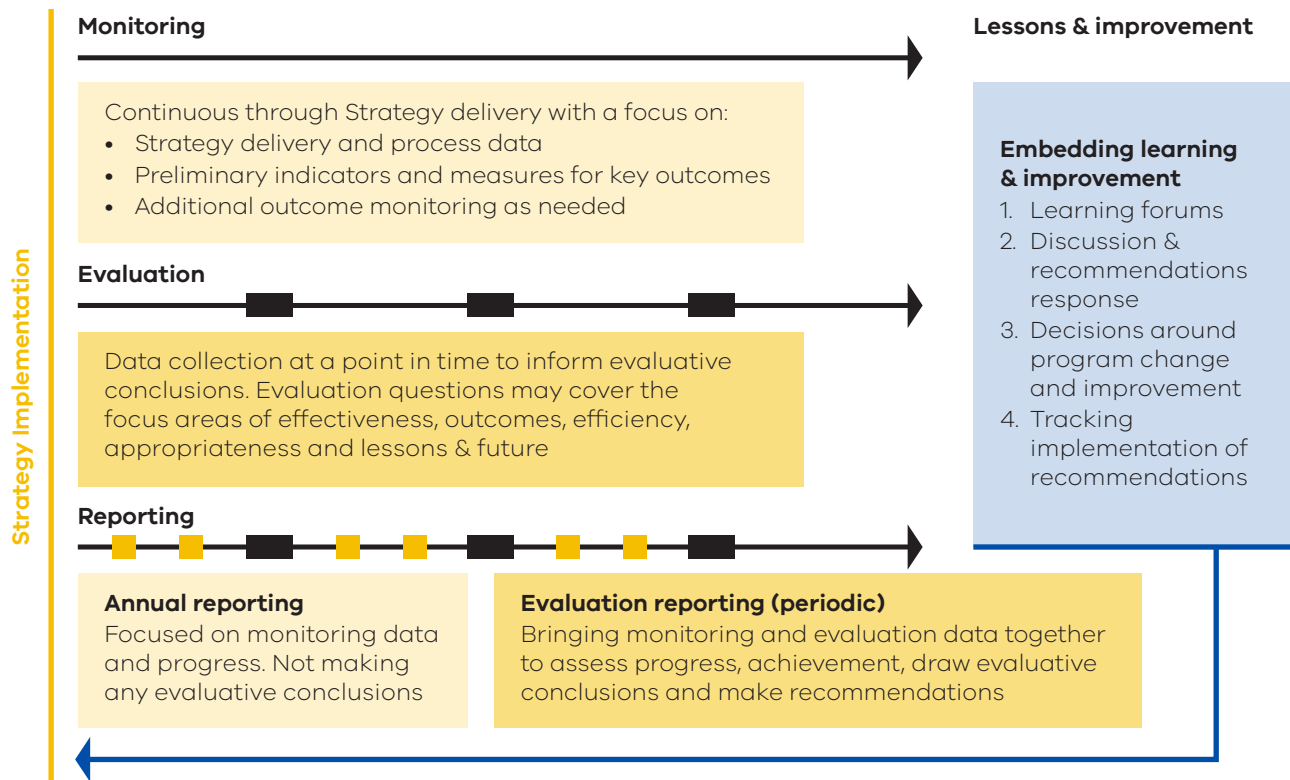 Strategy Implementation
Monitoring
Continuous through Strategy delivery with a focus on:
• Strategy delivery and process data
• Preliminary indicators and measures for key outcomes
• Additional outcome monitoring as needed
Evaluation
Data collection at a point in time to inform evaluative
conclusions. Evaluation questions may cover the
focus areas of effectiveness, outcomes, efficiency,
appropriateness and lessons & future
Reporting
Annual reporting
Focused on monitoring data
and progress. Not making
any evaluative conclusions
Evaluation reporting (periodic)
Bringing monitoring and evaluation data together
to assess progress, achievement, draw evaluative
conclusions and make recommendations
Lessons & improvement
Embedding learning
& improvement
1. Learning forums
2. Discussion &
recommendations
response
3. Decisions around
program change
and improvement
4. Tracking
implementation of
recommendations